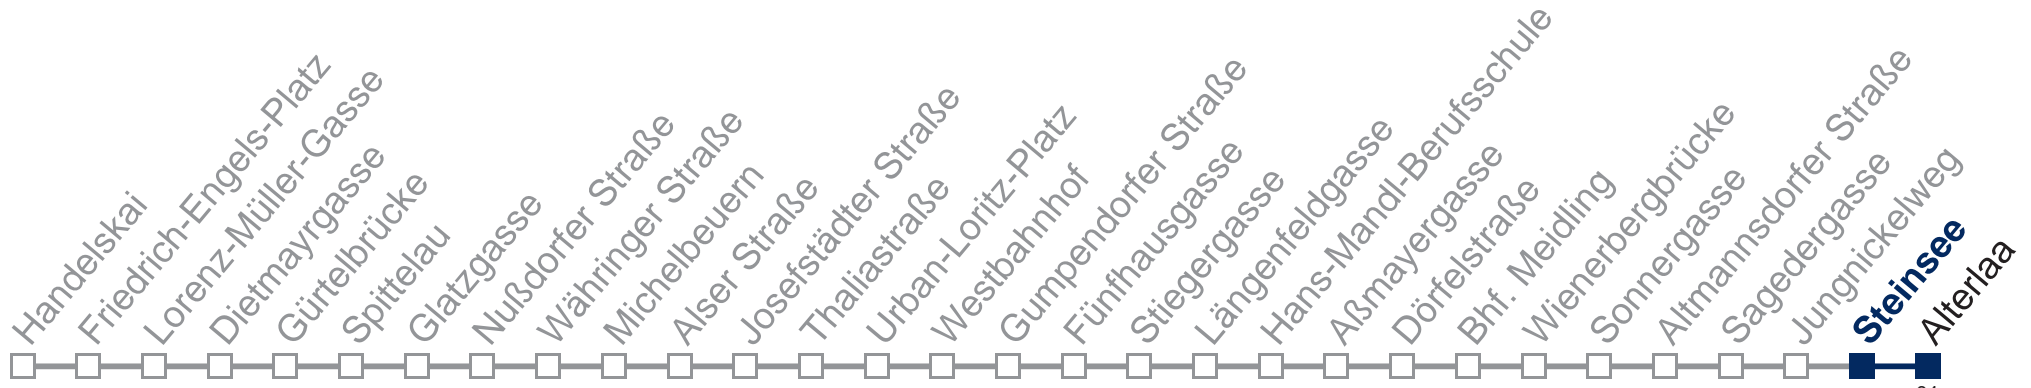 Handelskai
Friedrich-Engels-Platz
Lorenz-Müller-Gasse
Dietmayrgasse
Gürtelbrücke
Spittelau
Glatzgasse
Nußdorfer Straße
Währinger Straße
Michelbeuern
Alser Straße
Josefstädter Straße
Thaliastraße
Urban-Loritz-Platz
Westbahnhof
Gumpendorfer Straße
Fünfhausgasse
Stiegergasse
Längenfeldgasse
Hans-Mandl-Berufsschule
Aßmayergasse
Dörfelstraße
Bhf. Meidling
Wienerbergbrücke
Sonnergasse
Altmannsdorfer Straße
Sagedergasse
Jungnickelweg
Steinsee
Alterlaa